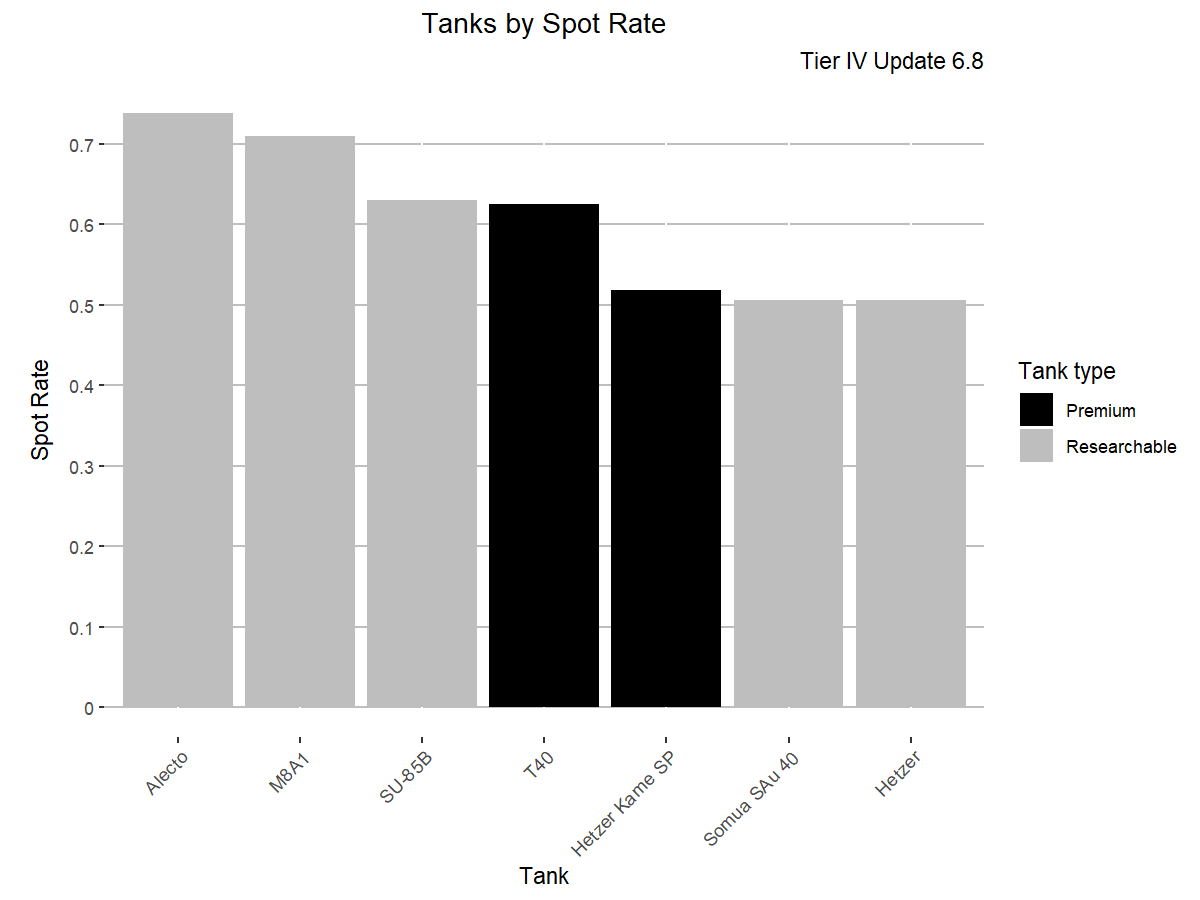 Tanks by Spot Rate
Tier IV Update 6.8
0.7
0.6
0.5
0.4
0.3
0.2
0.1
0
Spot Rate
Alecto
M8A1
SU-85B
T40
Hetzer Kame SP
Somua SAu 40
Hetzer
Tank
Tank type
Premium
Researchable